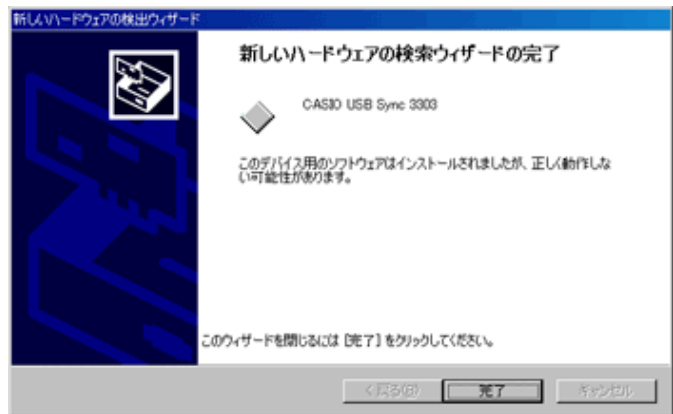 新しいハードウェアの検出ウィザード
新しいハードウェアの検索ウィザードの完了
CASIO USB Sync 3303
このデバイス用のソフトウェアはインストールされましたが、正しく動作しな
い可能性があります。
このウィザードを閉じるには [完了] をクリックしてください。
< 戻る(B)
完了
キャンセル